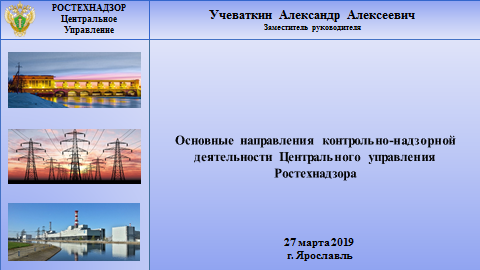 РОСТЕХНАДЗОР
Центральное
Управление
Учеваткин Александр Алексеевич
Заместитель руководителя
Основные направления контрольно-надзорной
деятельности Центрального управления
Ростехнадзора
27 марта 2019
г. Ярославль